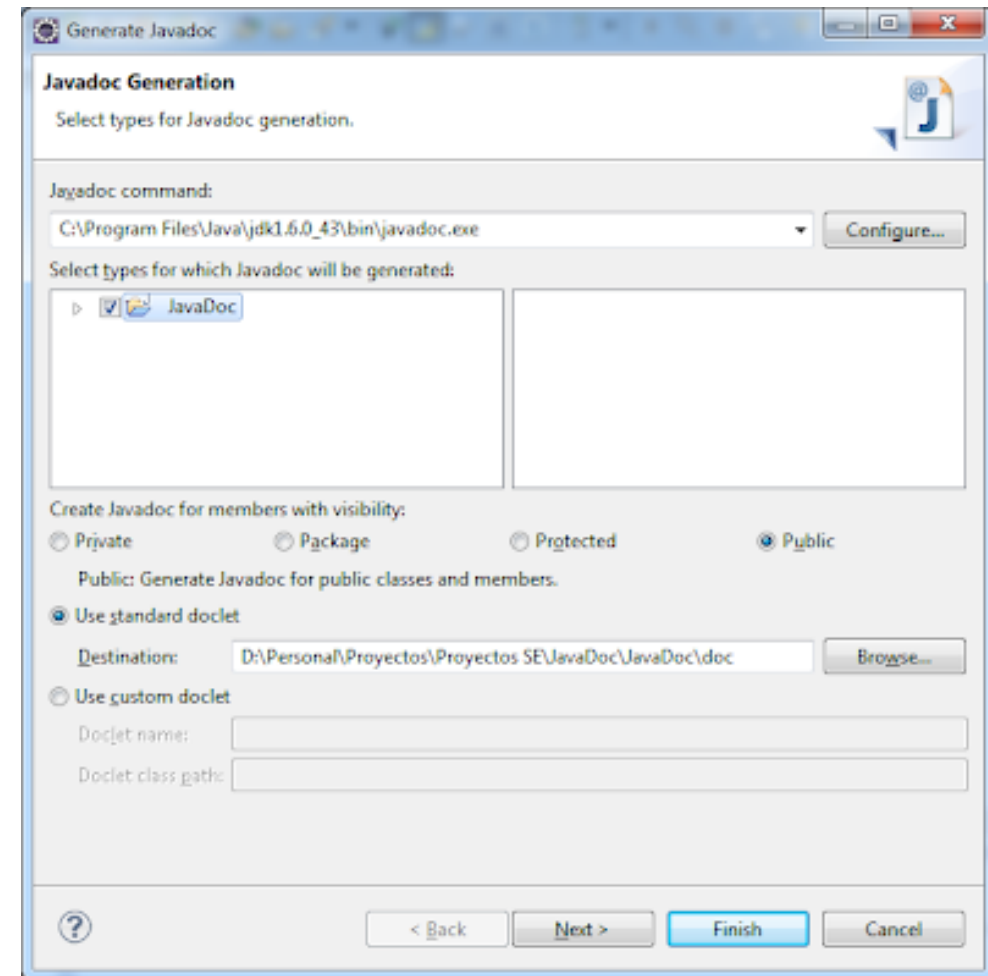 Generate Javadoc
Javadoc Generation
Select types for Javadoc generation.
Javadoc command:
C:\Program Files\Java\jdk1.6.0_43\bin\javadoc.exe
Configure...
Select types for which Javadoc will be generated:
JavaDoc
Create Javadoc for members with visibility:
Private Package Protected Public
Public: Generate Javadoc for public classes and members.
Use standard doclet
Destination: D:\Personal\Proyectos\Proyectos SE\JavaDoc\JavaDoc\doc Browse...
Use custom doclet
Doclet name:
Doclet class path:
< Back Next > Finish Cancel